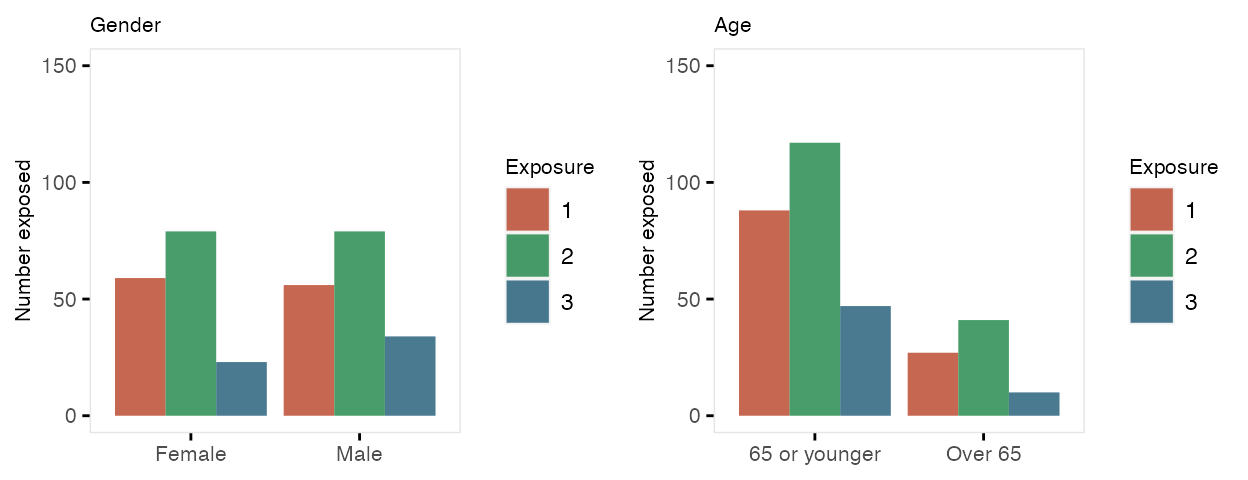 Gender
150
100
50
0
Number exposed
Female Male
Exposure
1
2
3
Age
150
100
50
0
Number exposed
65 or younger Over 65
Exposure
1
2
3